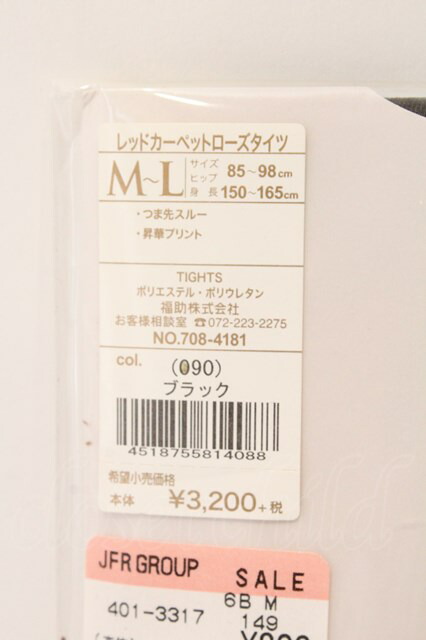 レッドカーペットローズタイツ
M~L サイズ
ヒップ 85~98cm
身長 150~165cm
・つま先スルー
・昇華プリント
TIGHTS
ポリエステル・ポリウレタン
福助株式会社
お客様相談室 ☎072-223-2275
NO.708-4181
col. (090)
ブラック
4518755814088
希望小売価格
本体 ¥3,200+税
JFR GROUP SALE
6B M
401-3317 149